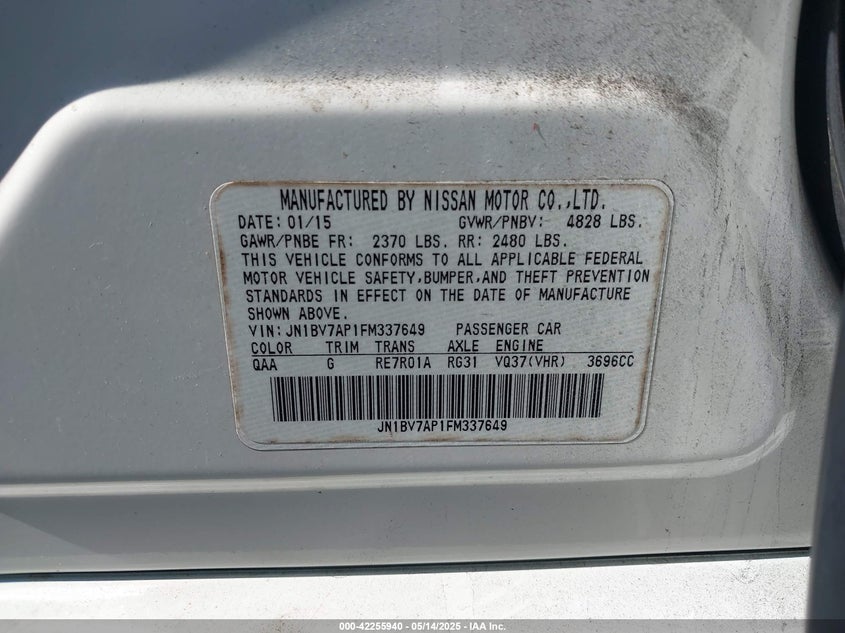 MANUFACTURED BY NISSAN MOTOR CO.,LTD.
DATE: 01/15 GVWR/PNBV: 4828 LBS.
GAWR/PNBE FR: 2370 LBS. RR: 2480 LBS.
THIS VEHICLE CONFORMS TO ALL APPLICABLE FEDERAL
MOTOR VEHICLE SAFETY,BUMPER,AND THEFT PREVENTION
STANDARDS IN EFFECT ON THE DATE OF MANUFACTURE
SHOWN ABOVE.
VIN: JN1BV7AP1FM337649 PASSENGER CAR
COLOR TRIM TRANS AXLE ENGINE
QAA G RE7R01A RG31 VQ37(VHR) 3696CC
JN1BV7AP1FM337649
000-42255940 - 05/14/2025 - IAA Inc.